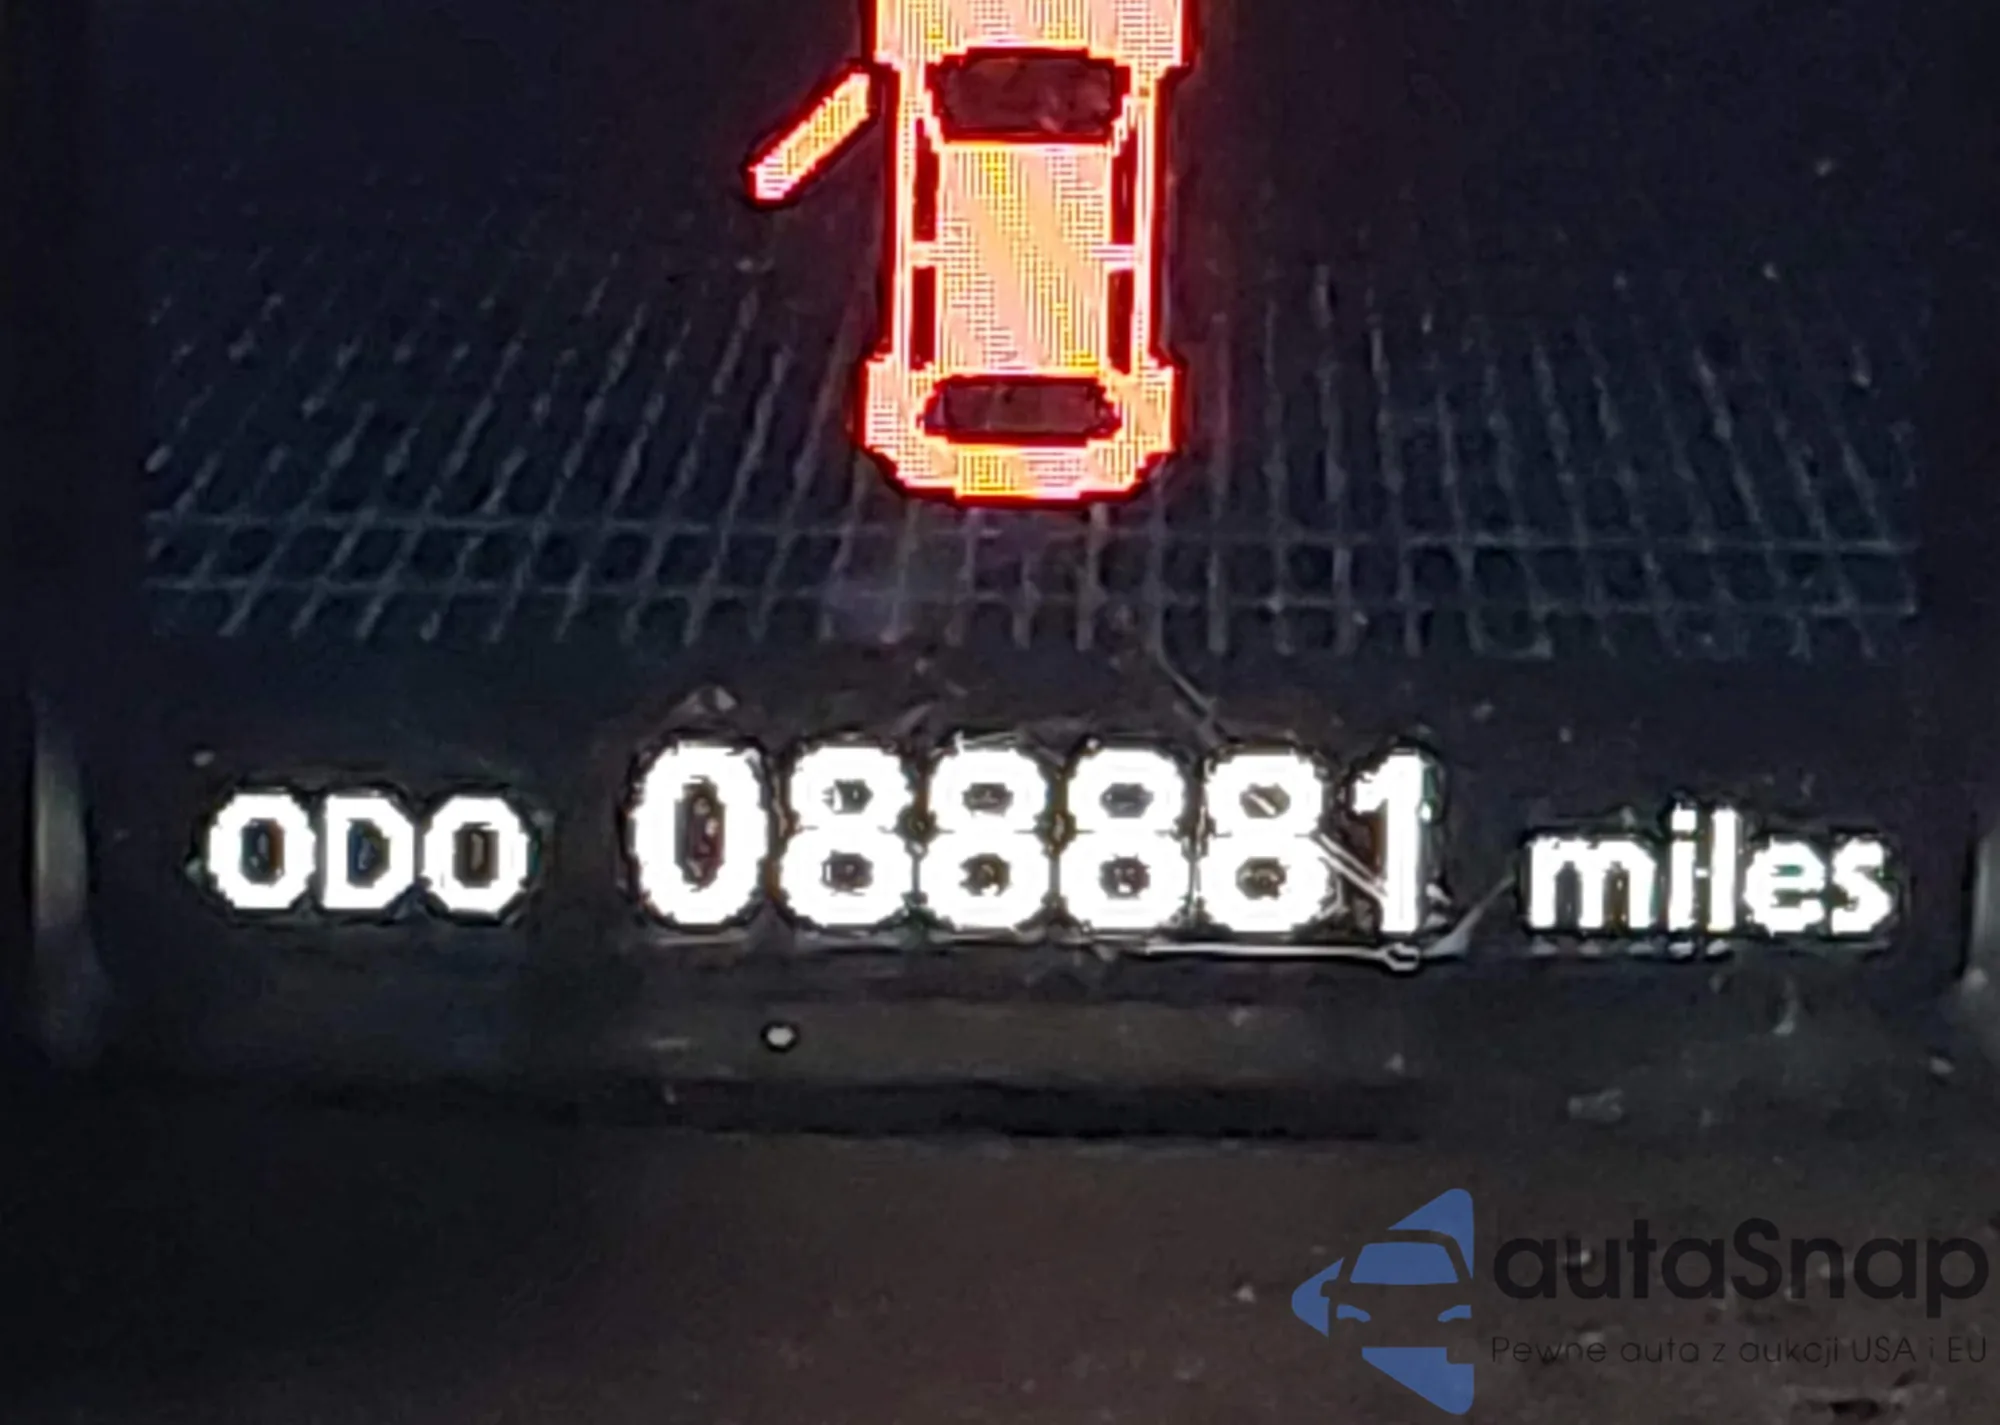 ODO 088881 miles
autaSnap
Pewne auta z aukcji USA i EU